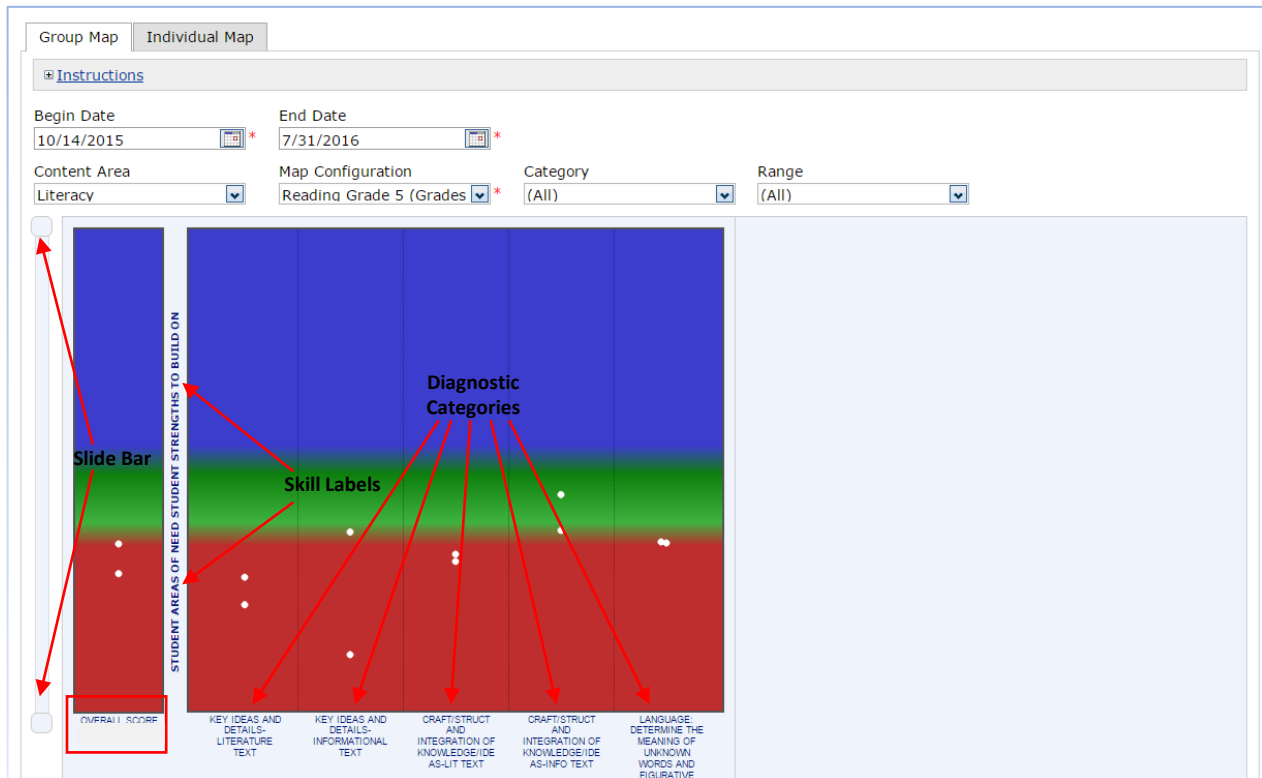 Group Map
Individual Map
Instructions
Begin Date
End Date
10/14/2015
*
7/31/2016
*
Content Area
Map Configuration
Category
Range
Literacy
Reading Grade 5 (Grades
*
(All)
(All)
STUDENT AREAS OF NEED STUDENT STRENGTHS TO BUILD ON
Diagnostic
Categories
Slide Bar
Skill Labels
OVERALL SCORE
KEY IDEAS AND
DETAILS-
LITERATURE
TEXT
KEY IDEAS AND
DETAILS-
INFORMATIONAL
TEXT
CRAFT/STRUCT
AND
INTEGRATION OF
KNOWLEDGE/IDE
AS-LIT TEXT
CRAFT/STRUCT
AND
INTEGRATION OF
KNOWLEDGE/IDE
AS-INFO TEXT
LANGUAGE:
DETERMINE THE
MEANING OF
UNKNOWN
WORDS AND
FIGURATIVE